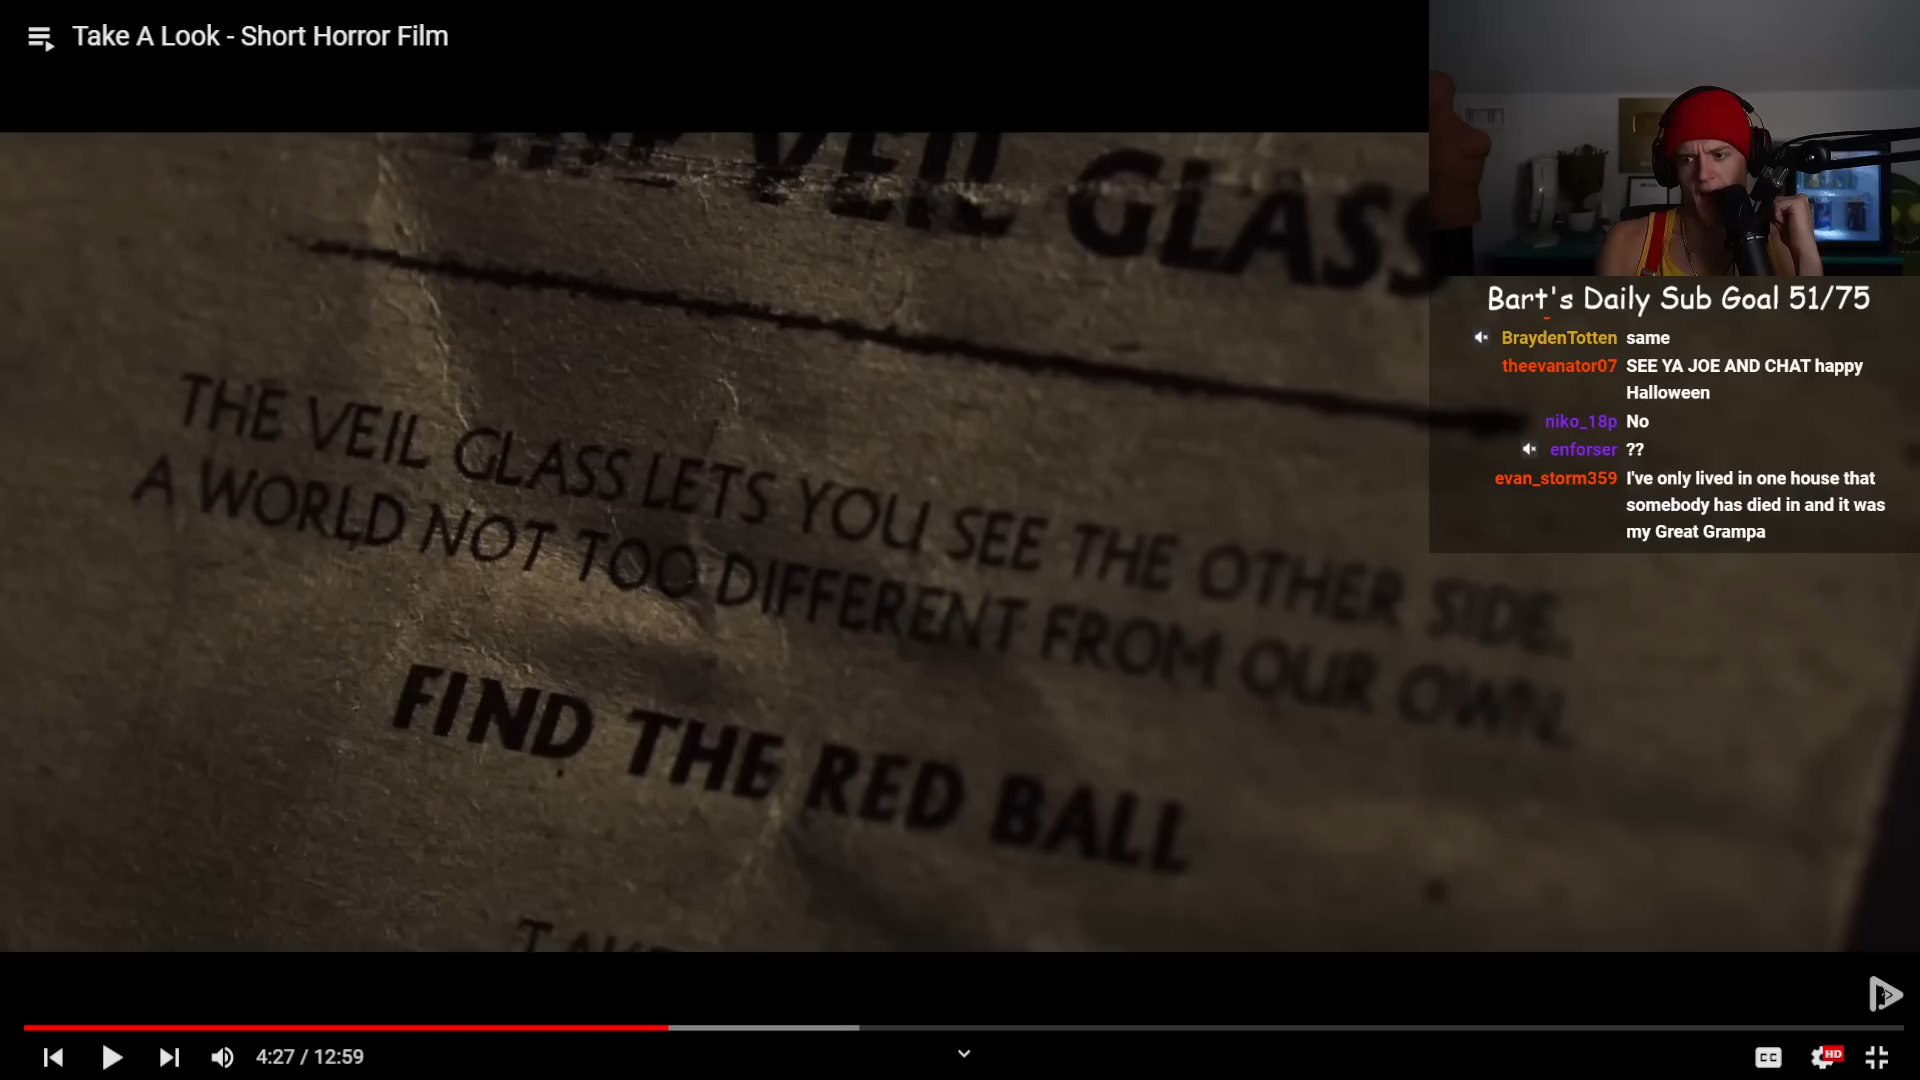 Take A Look - Short Horror Film
VEIL GLASS
THE VEIL GLASS LETS YOU SEE THE OTHER SIDE.
A WORLD NOT TOO DIFFERENT FROM OUR OWN.
FIND THE RED BALL
Bart's Daily Sub Goal 51/75
BraydenTotten same
theevanator07 SEE YA JOE AND CHAT happy
Halloween
niko_18p No
enforser ??
evan_storm359 I've only lived in one house that
somebody has died in and it was
my Great Grampa
4:27 / 12:59
CC
HD